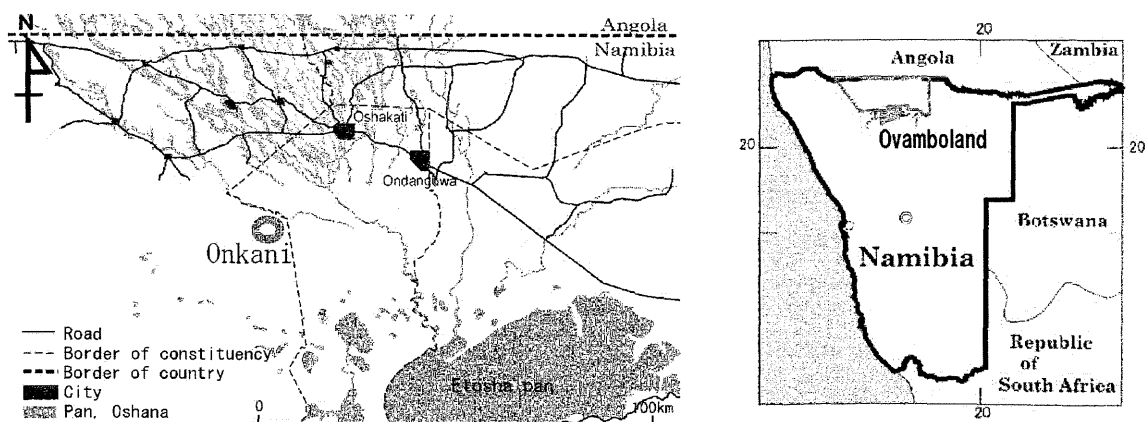 N
Angola
Namibia
Oshakati
Ondangwa
Onkani
Road
Border of constituency
Border of country
City
Pan, Oshana
Etosha pan
0
100km
20
Angola
Zambia
Ovamboland
20
20
Botswana
Namibia
Republic
of
South Africa
20